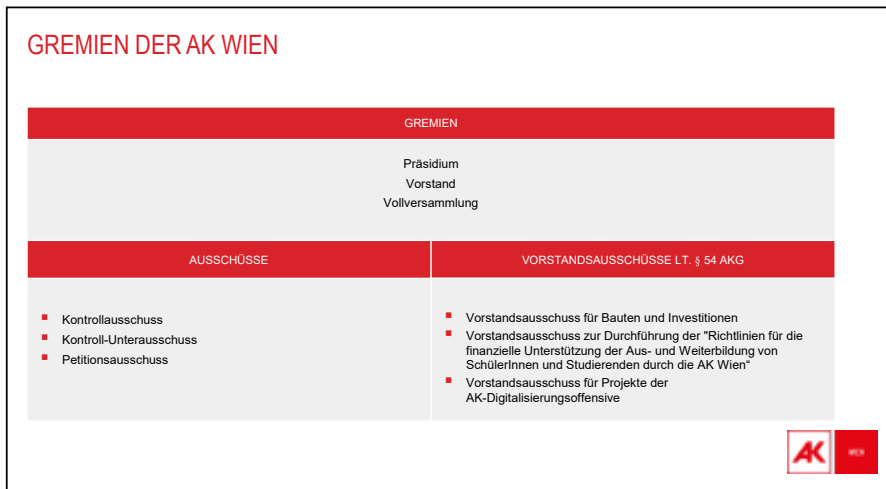 GREMIEN DER AK WIEN
GREMIEN
Präsidium
Vorstand
Vollversammlung
AUSSCHÜSSE
Kontrollausschuss
Kontroll-Unterausschuss
Petitionsausschuss
VORSTANDSAUSSCHÜSSE LT. § 54 AKG
Vorstandsausschuss für Bauten und Investitionen
Vorstandsausschuss zur Durchführung der "Richtlinien für die
finanzielle Unterstützung der Aus- und Weiterbildung von
SchülerInnen und Studierenden durch die AK Wien“
Vorstandsausschuss für Projekte der
AK-Digitalisierungsoffensive
AK